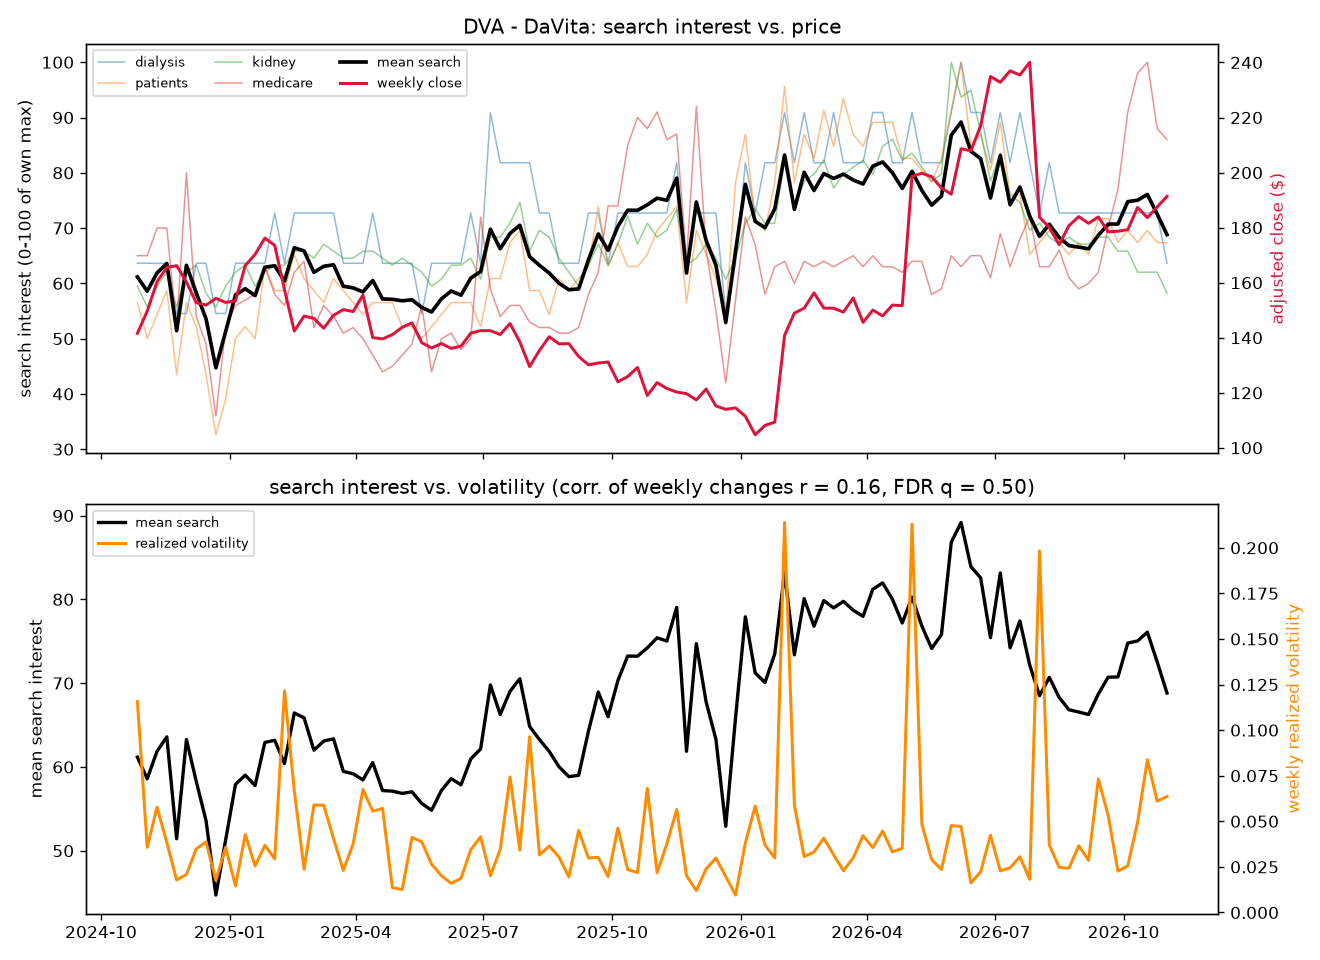 DVA - DaVita: search interest vs. price
dialysis
patients
kidney
medicare
mean search
weekly close
search interest (0-100 of own max)
100
90
80
70
60
50
40
30
240
220
200
180
160
140
120
100
adjusted close ($)
search interest vs. volatility (corr. of weekly changes r = 0.16, FDR q = 0.50)
mean search
realized volatility
mean search interest
90
80
70
60
50
0.200
0.175
0.150
0.125
0.100
0.075
0.050
0.025
0.000
weekly realized volatility
2024-10
2025-01
2025-04
2025-07
2025-10
2026-01
2026-04
2026-07
2026-10